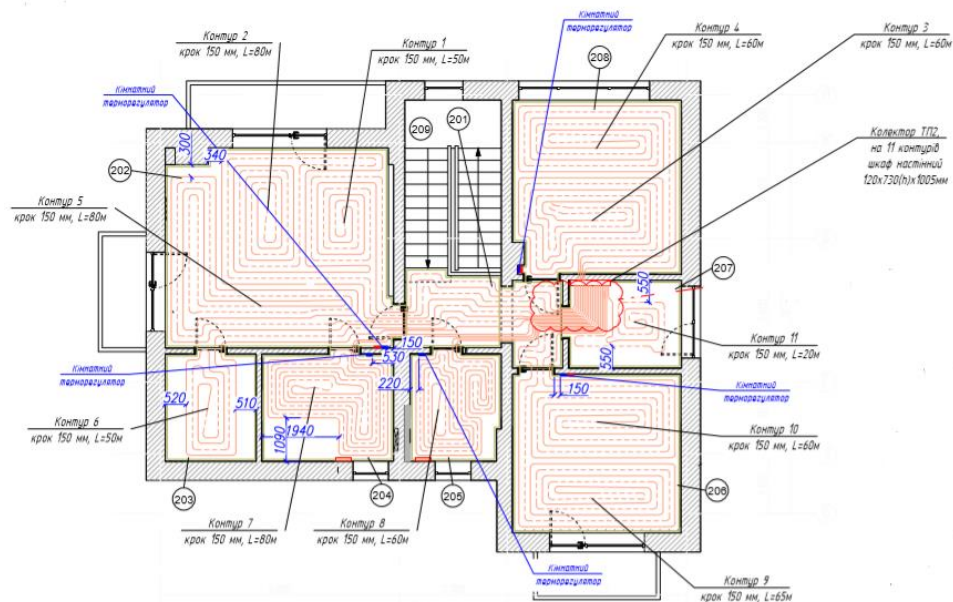 Кімнатний
терморегулятор
Контур 4
крок 150 мм, L=60м
Контур 3
крок 150 мм, L=60м
Контур 2
крок 150 мм, L=80м
Контур 1
крок 150 мм, L=50м
208
Кімнатний
терморегулятор
209
201
Колектор ТП2,
на 11 контурів
шкаф настінний
120х730(h)х1005мм
300
340
202
Контур 5
крок 150 мм, L=80м
207
550
Контур 11
крок 150 мм, L=20м
550
150
530
Кімнатний
терморегулятор
220
150
Кімнатний
терморегулятор
520
510
Контур 6
крок 150 мм, L=50м
1940
1090
Контур 10
крок 150 мм, L=60м
203
204
205
206
Контур 7
крок 150 мм, L=80м
Контур 8
крок 150 мм, L=60м
Кімнатний
терморегулятор
Контур 9
крок 150 мм, L=65м